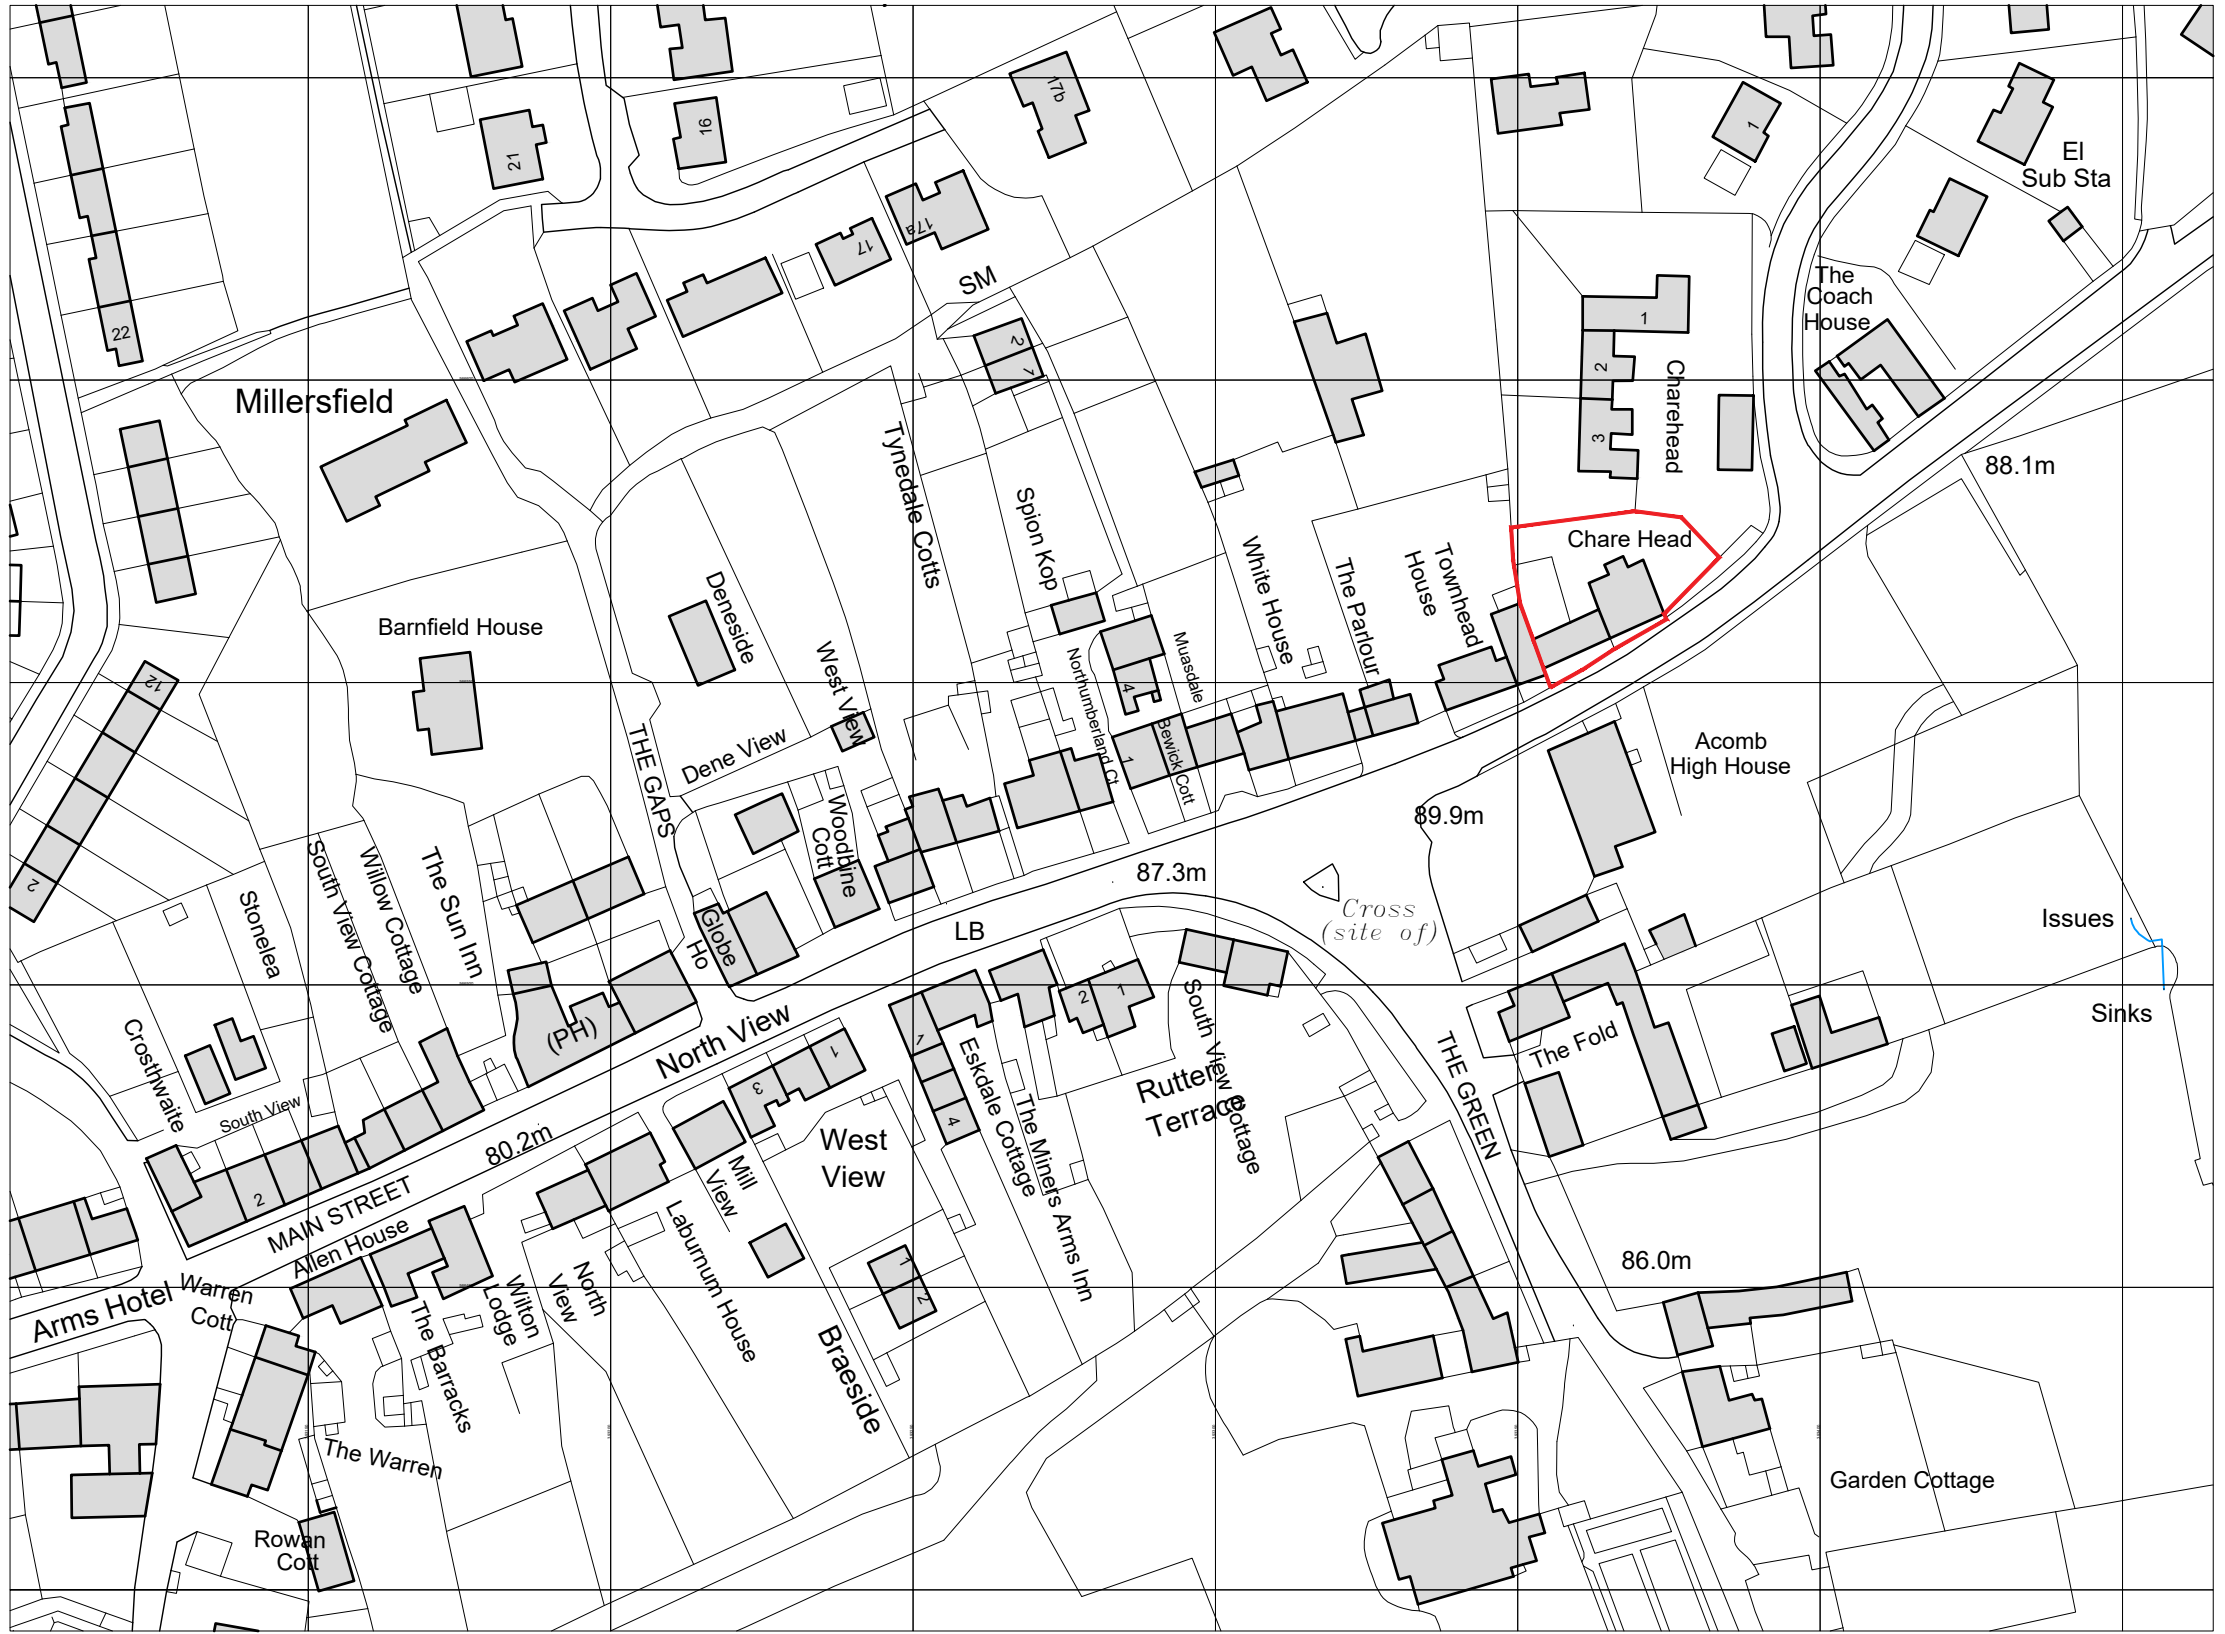 17b
16
21
1
El
Sub Sta
17a
17
SM
The
Coach
House
22
2
1
1
2
3
Charehead
Millersfield
88.1m
Tynedale Cotts
Spion Kop
Chare Head
White House
The Parlour
Townhead
House
Deneside
Barnfield House
West View
Muasdale
Northumberland Ct
4
12
THE GAPS
Dene View
1
Bewick Cott
Acomb
High House
Woodbine
Cott
89.9m
87.3m
2
South View Cottage
Willow Cottage
The Sun Inn
Stonelea
Globe
Ho
LB
Cross
(site of)
Issues
Sinks
2
1
South View Cottage
(PH)
North View
Crosthwaite
1
4
3
1
Eskdale Cottage
The Miners Arms Inn
Rutter
Terrace
THE GREEN
The Fold
South View
80.2m
West
View
Mill
View
2
MAIN STREET
Allen House
Laburnum House
Arms Hotel
Warren
Cott
Wilton
Lodge
North
View
1
2
86.0m
The Barracks
Braeside
The Warren
Garden Cottage
Rowan
Cott